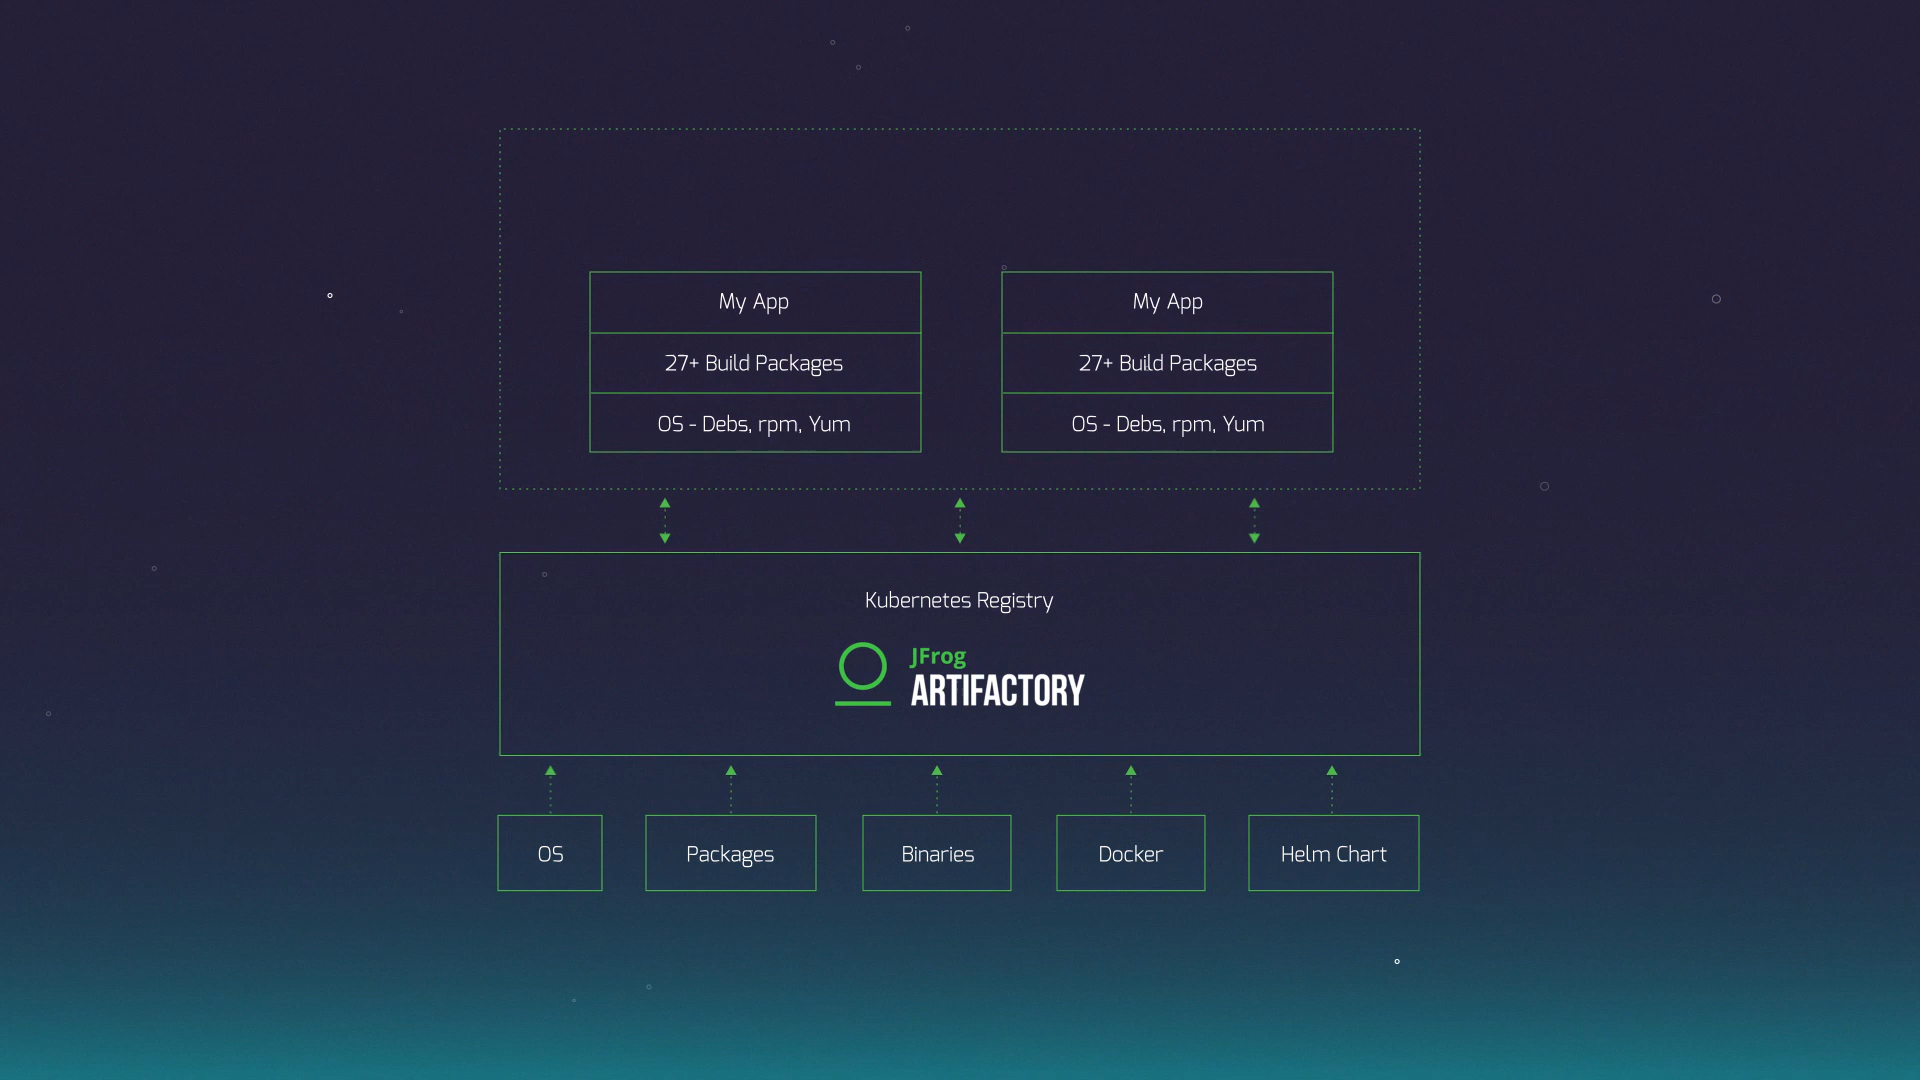 My App
27+ Build Packages
OS - Debs, rpm, Yum
My App
27+ Build Packages
OS - Debs, rpm, Yum
Kubernetes Registry
JFrog
ARTIFACTORY
OS
Packages
Binaries
Docker
Helm Chart